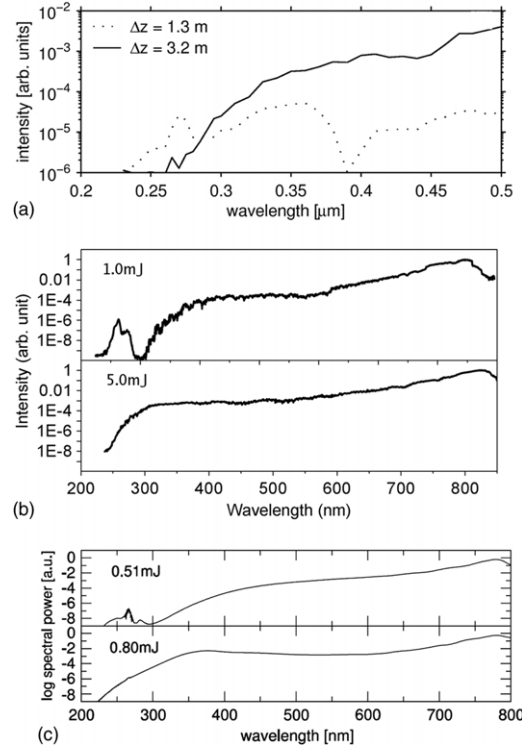 10⁻²
10⁻³
10⁻⁴
10⁻⁵
10⁻⁶
intensity [arb. units]
Δz = 1.3 m
Δz = 3.2 m
0.2 0.25 0.3 0.35 0.4 0.45 0.5
wavelength [μm]
(a)
Intensity (arb. unit)
1.0mJ
1
0.01
1E-4
1E-6
1E-8
5.0mJ
1
0.01
1E-4
1E-8
200 300 400 500 600 700 800
Wavelength (nm)
(b)
log spectral power [a.u.]
0.51mJ
0
-2
-4
-6
-8
0.80mJ
0
-2
-4
-6
-8
200 300 400 500 600 700 800
wavelength [nm]
(c)